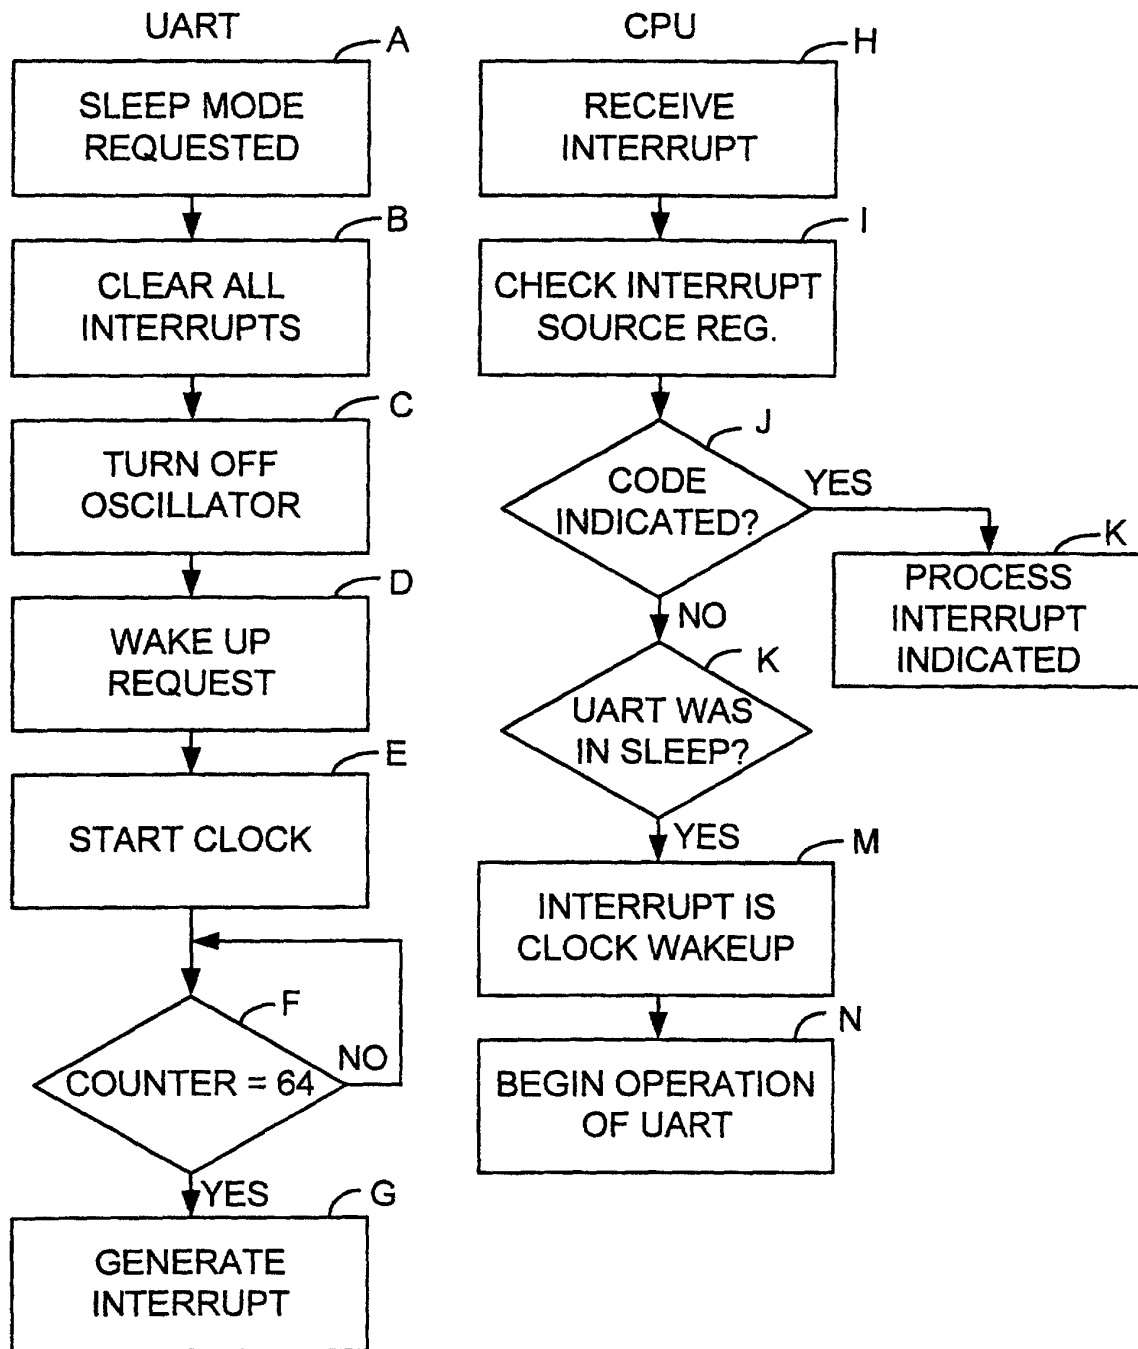 UART
A
SLEEP MODE
REQUESTED
B
CLEAR ALL
INTERRUPTS
C
TURN OFF
OSCILLATOR
D
WAKE UP
REQUEST
E
START CLOCK
F
COUNTER = 64
NO
YES
G
GENERATE
INTERRUPT
CPU
H
RECEIVE
INTERRUPT
I
CHECK INTERRUPT
SOURCE REG.
J
CODE
INDICATED?
YES
K
PROCESS
INTERRUPT
INDICATED
NO
K
UART WAS
IN SLEEP?
YES
M
INTERRUPT IS
CLOCK WAKEUP
N
BEGIN OPERATION
OF UART